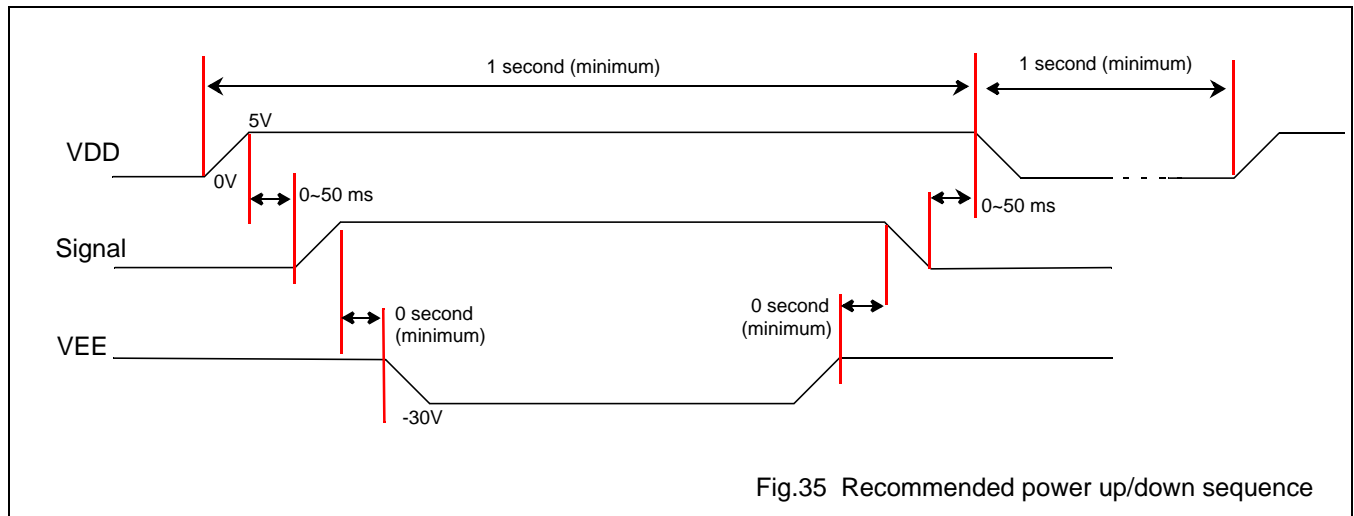 1 second (minimum)
1 second (minimum)
5V
VDD
0V
0~50 ms
0~50 ms
Signal
0 second
(minimum)
0 second
(minimum)
VEE
-30V
Fig.35 Recommended power up/down sequence